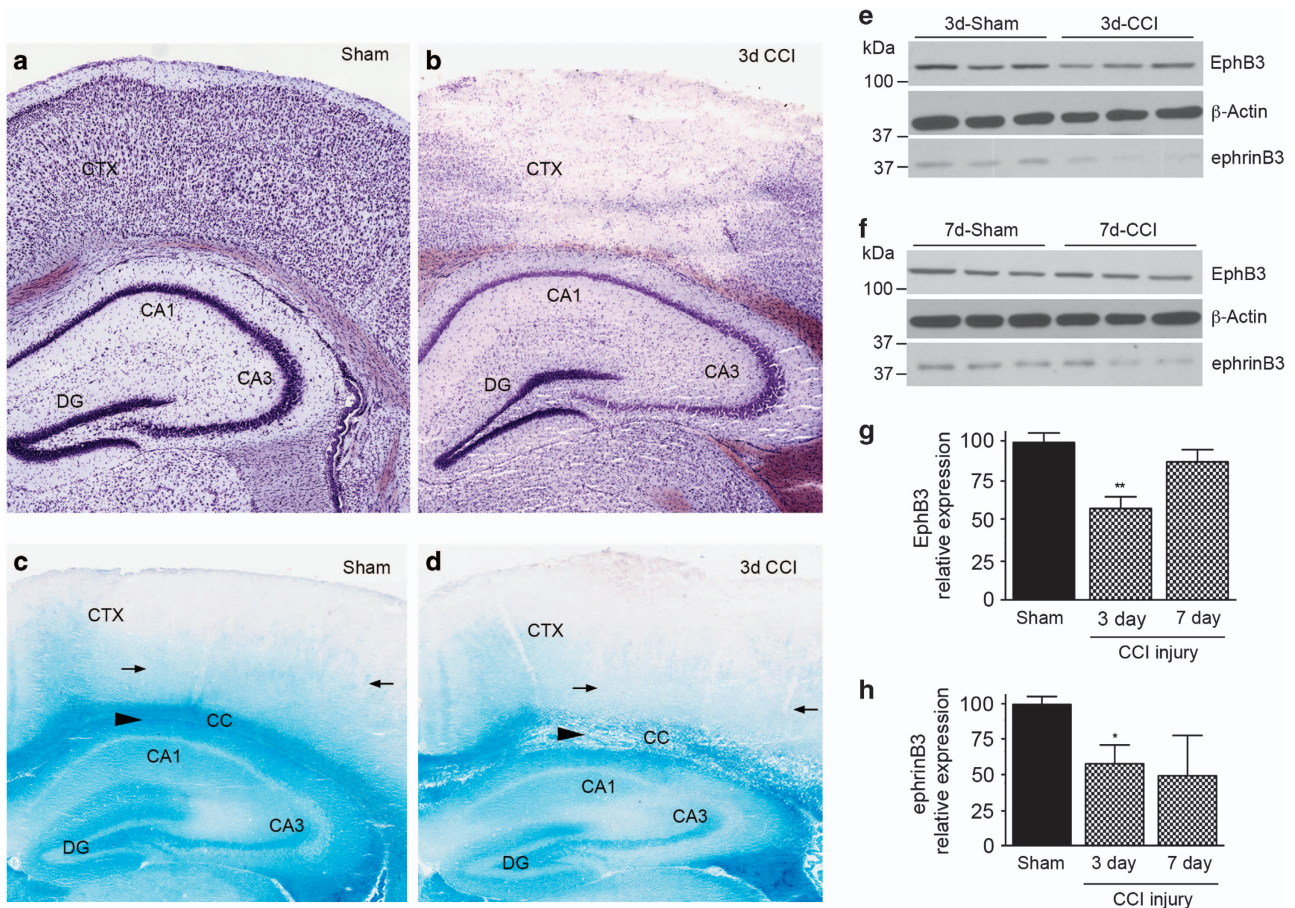 a
Sham
CTX
CA1
CA3
DG
b
3d CCI
CTX
CA1
CA3
DG
c
Sham
CTX
CC
CA1
CA3
DG
d
3d CCI
CTX
CC
CA1
CA3
DG
e
3d-Sham 3d-CCI
kDa
EphB3
100
β-Actin
37
ephrinB3
37
f
7d-Sham 7d-CCI
kDa
EphB3
100
β-Actin
37
ephrinB3
37
g
EphB3
relative expression
100
75
50
25
0
**
Sham 3 day 7 day
CCI injury
h
ephrinB3
relative expression
100
75
50
25
0
*
Sham 3 day 7 day
CCI injury